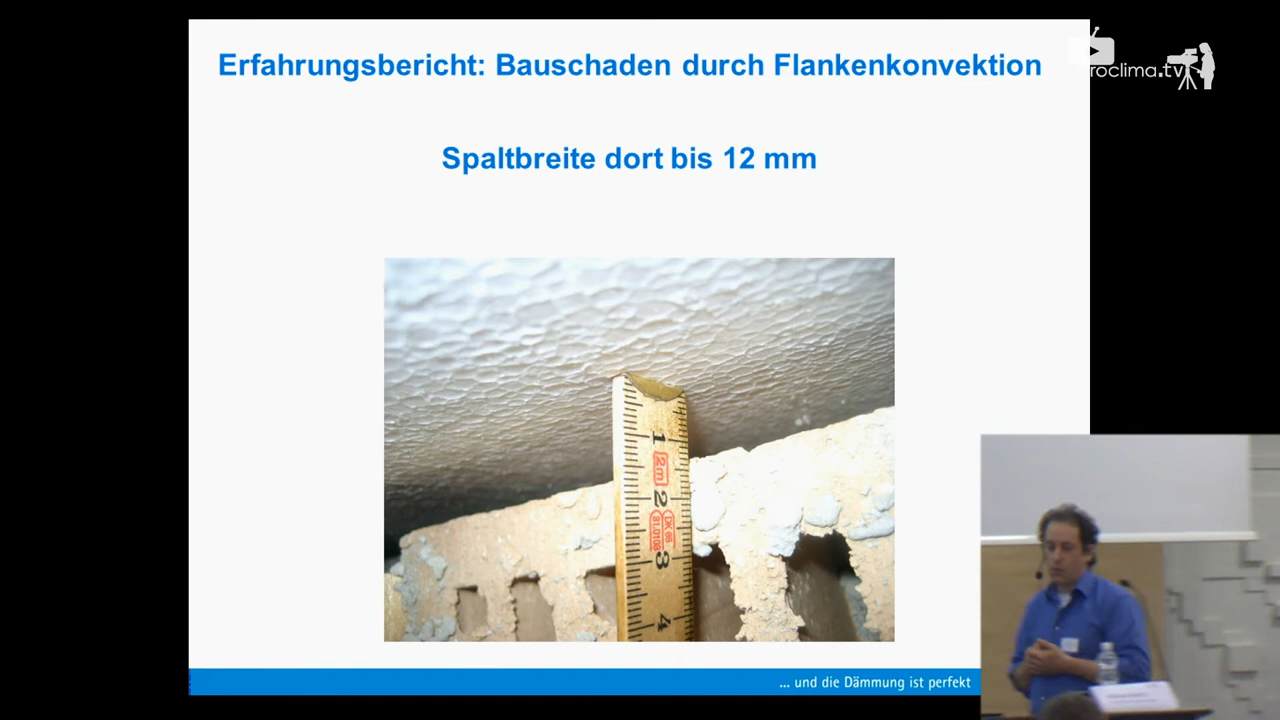 Erfahrungsbericht: Bauschaden durch Flankenkonvektion
roclima.tv
Spaltbreite dort bis 12 mm
1
2m
2
3
4
... und die Dämmung ist perfekt